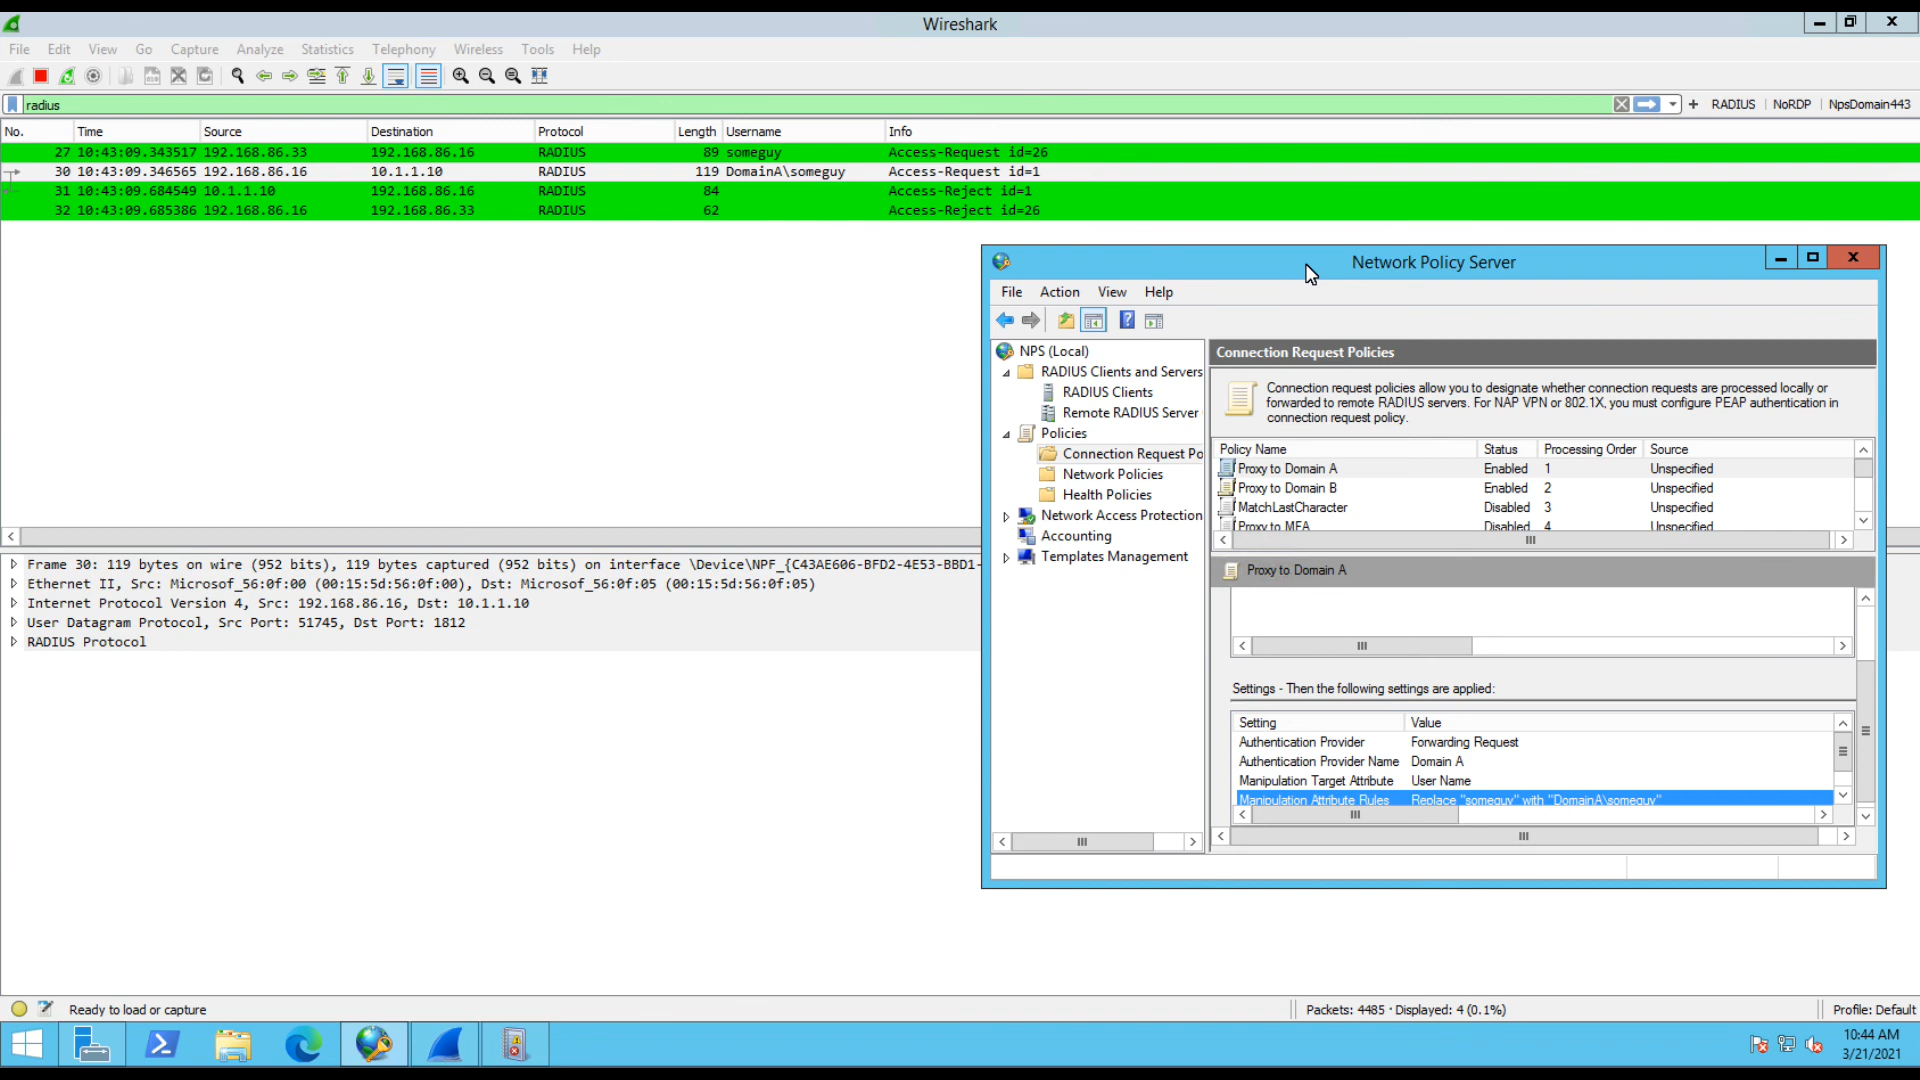 Wireshark
File Edit View Go Capture Analyze Statistics Telephony Wireless Tools Help
radius
RADIUS NoRDP NpsDomain443
No. Time Source Destination Protocol Length Username Info
27 10:43:09.343517 192.168.86.33 192.168.86.16 RADIUS 89 someguy Access-Request id=26
30 10:43:09.346565 192.168.86.16 10.1.1.10 RADIUS 119 DomainA\someguy Access-Request id=1
31 10:43:09.684549 10.1.1.10 192.168.86.16 RADIUS 84 Access-Reject id=1
32 10:43:09.685386 192.168.86.16 192.168.86.33 RADIUS 62 Access-Reject id=26
Frame 30: 119 bytes on wire (952 bits), 119 bytes captured (952 bits) on interface \Device\NPF_{C43AE606-BFD2-4E53-BBD1-
Ethernet II, Src: Microsof_56:0f:00 (00:15:5d:56:0f:00), Dst: Microsof_56:0f:05 (00:15:5d:56:0f:05)
Internet Protocol Version 4, Src: 192.168.86.16, Dst: 10.1.1.10
User Datagram Protocol, Src Port: 51745, Dst Port: 1812
RADIUS Protocol
Network Policy Server
File Action View Help
NPS (Local)
RADIUS Clients and Servers
RADIUS Clients
Remote RADIUS Server
Policies
Connection Request Po
Network Policies
Health Policies
Network Access Protection
Accounting
Templates Management
Connection Request Policies
Connection request policies allow you to designate whether connection requests are processed locally or
forwarded to remote RADIUS servers. For NAP VPN or 802.1X, you must configure PEAP authentication in
connection request policy.
Policy Name Status Processing Order Source
Proxy to Domain A Enabled 1 Unspecified
Proxy to Domain B Enabled 2 Unspecified
MatchLastCharacter Disabled 3 Unspecified
Proxy to MFA Disabled 4 Unspecified
Proxy to Domain A
Settings - Then the following settings are applied:
Setting Value
Authentication Provider Forwarding Request
Authentication Provider Name Domain A
Manipulation Target Attribute User Name
Manipulation Attribute Rules Replace "someguy" with "DomainA\someguy"
Ready to load or capture
Packets: 4485 · Displayed: 4 (0.1%)
Profile: Default
10:44 AM
3/21/2021